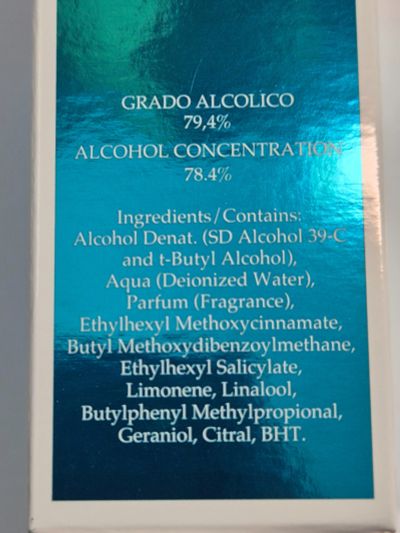 GRADO ALCOLICO
79,4%
ALCOHOL CONCENTRATION
78.4%
Ingredients/Contains:
Alcohol Denat. (SD Alcohol 39-C
and t-Butyl Alcohol),
Aqua (Deionized Water),
Parfum (Fragrance),
Ethylhexyl Methoxycinnamate,
Butyl Methoxydibenzoylmethane,
Ethylhexyl Salicylate,
Limonene, Linalool,
Butylphenyl Methylpropional,
Geraniol, Citral, BHT.